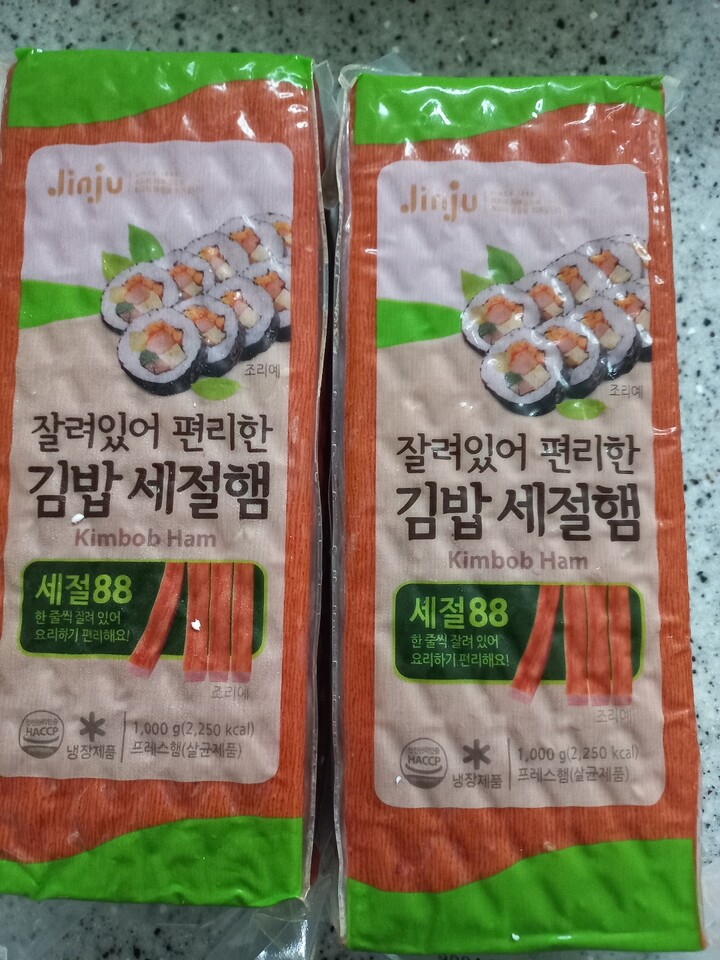 Jinju
조리예
잘려있어 편리한
김밥 세절햄
Kimbob Ham
세절88
한 줄씩 잘려 있어
요리하기 편리해요!
조리예
HACCP
냉장제품
1,000 g(2,250 kcal)
프레스햄(살균제품)
Jinju
조리예
잘려있어 편리한
김밥 세절햄
Kimbob Ham
세절88
한 줄씩 잘려 있어
요리하기 편리해요!
조리예
HACCP
냉장제품
1,000 g(2,250 kcal)
프레스햄(살균제품)